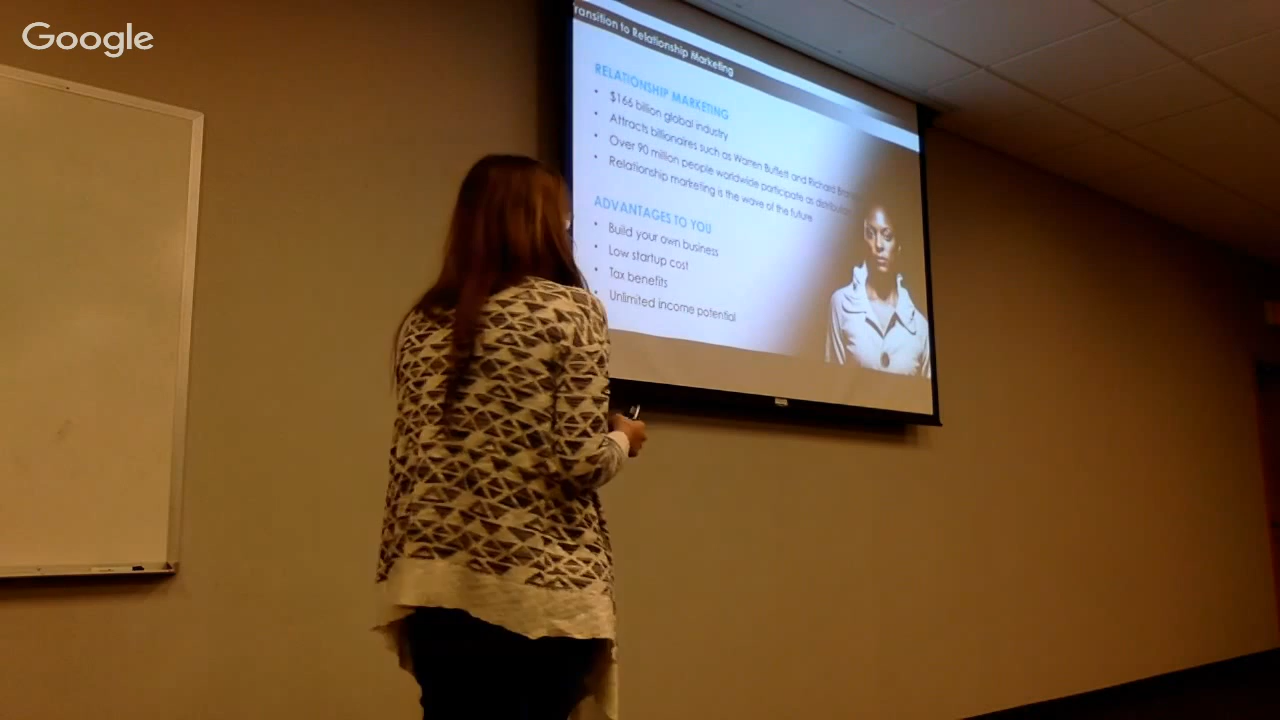 Google
Transition to Relationship Marketing
RELATIONSHIP MARKETING
• $166 billion global industry
• Attracts billionaires such as Warren Buffett and Richard
• Over 90 million people worldwide participate as
• Relationship marketing is the wave of the future
ADVANTAGES TO YOU
• Build your own business
• Low startup cost
• Tax benefits
• Unlimited income potential